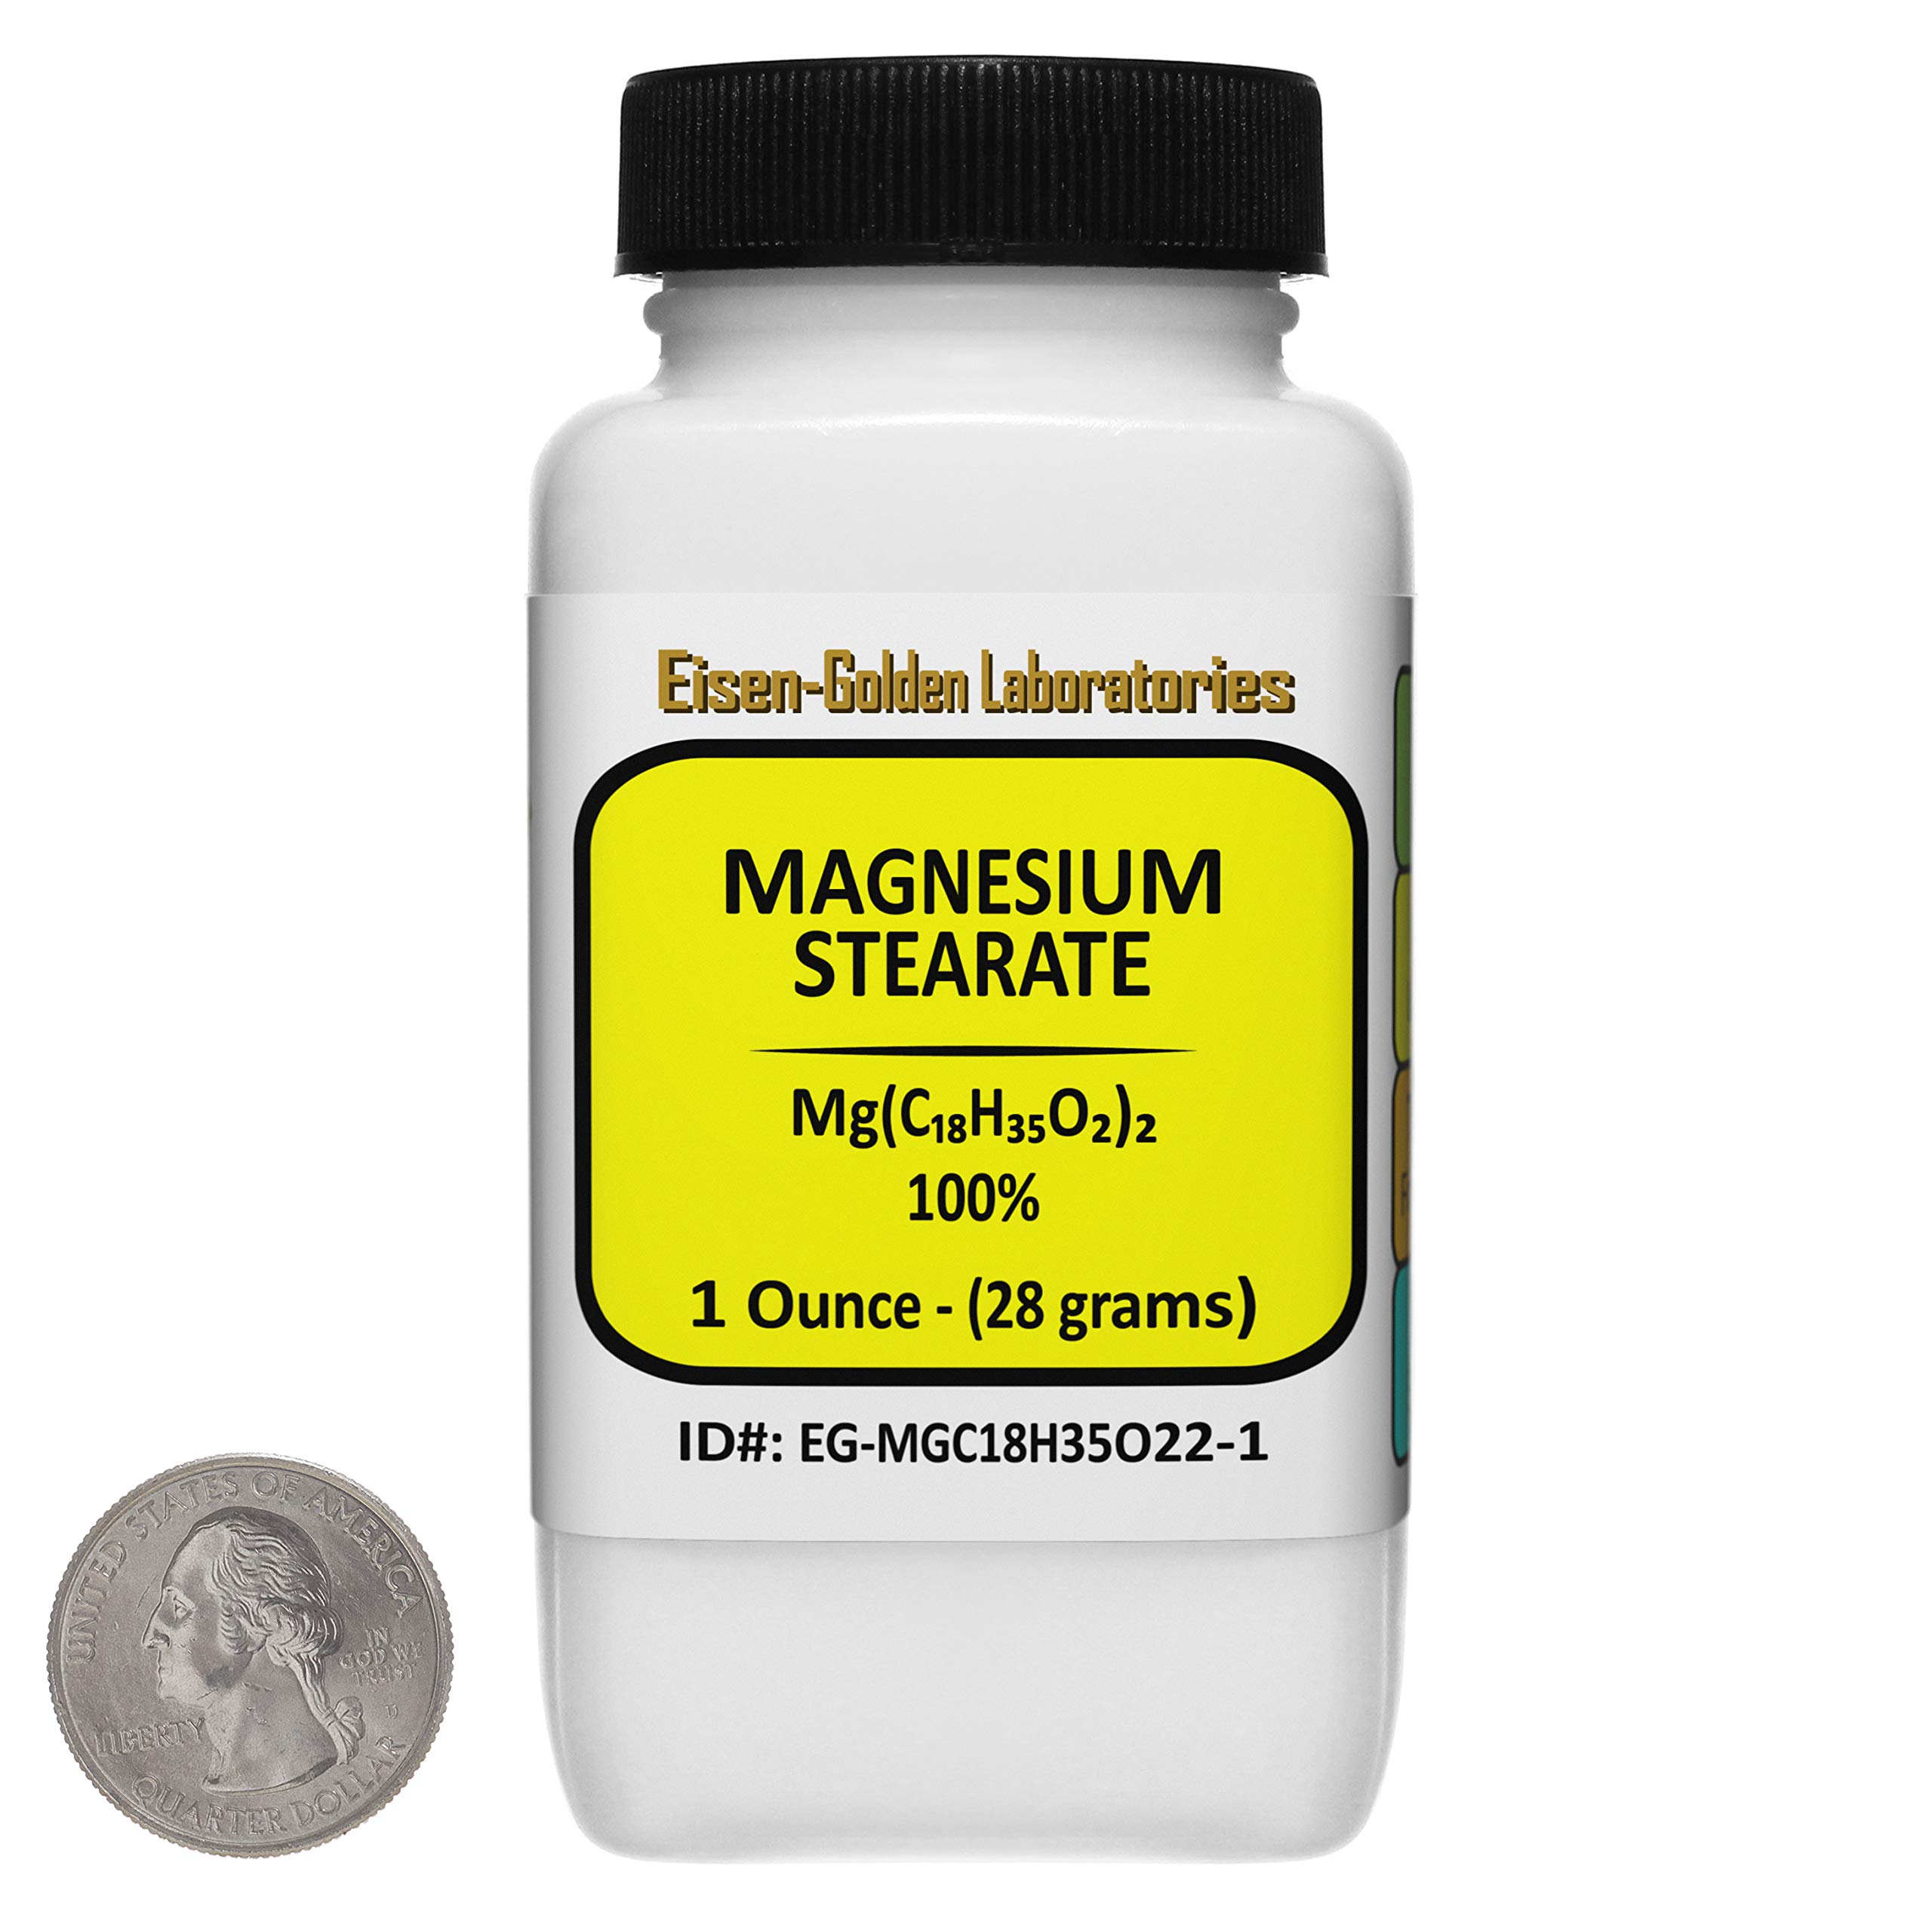 Eisen-Golden Laboratories
MAGNESIUM
STEARATE
Mg(C₁₈H₃₅O₂)₂
100%
1 Ounce - (28 grams)
ID#: EG-MGC18H35O22-1
UNITED STATES OF AMERICA
IN
GOD WE
TRUST
D
LIBERTY
QUARTER DOLLAR